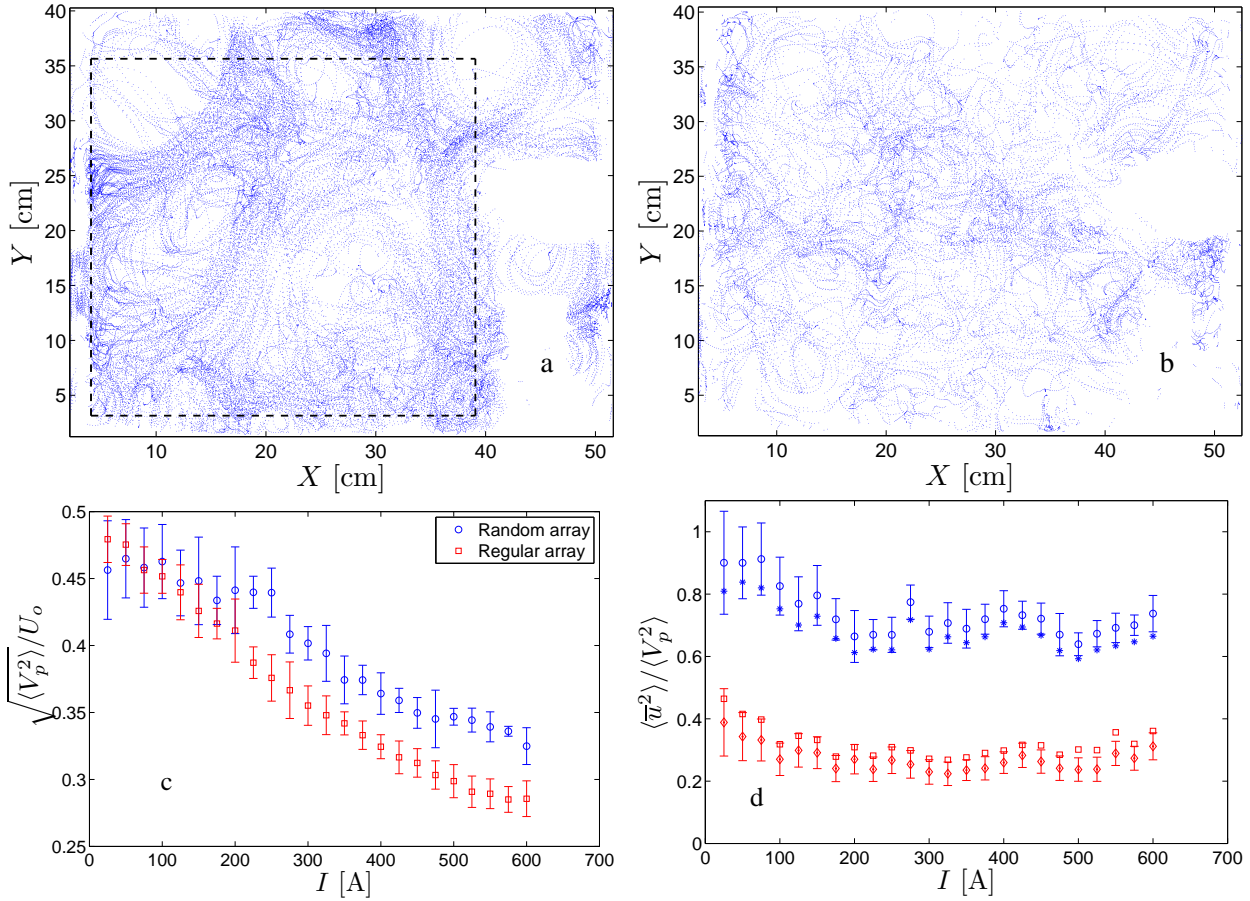 40
35
30
25
20
15
10
5
Y [cm]
a
10 20 30 40 50
X [cm]
40
35
30
25
20
15
10
5
Y [cm]
b
10 20 30 40 50
X [cm]
0.5
0.45
0.4
0.35
0.3
0.25
√⟨V_p^2⟩/U_o
Random array
Regular array
c
0 100 200 300 400 500 600 700
I [A]
1
0.8
0.6
0.4
0.2
0
⟨u̅^2⟩/⟨V_p^2⟩
d
0 100 200 300 400 500 600 700
I [A]